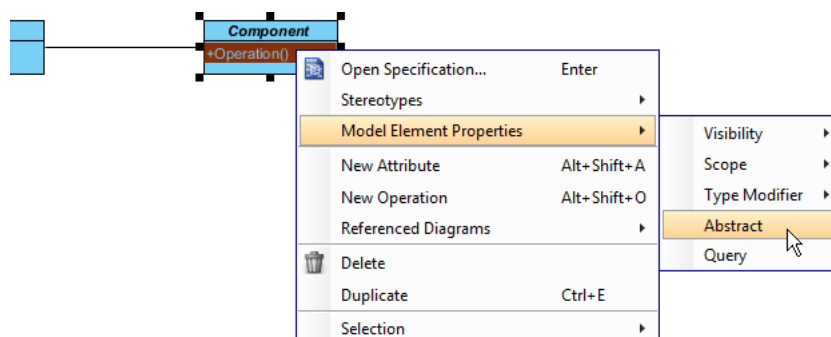 Component
+Operation()
Open Specification... Enter
Stereotypes
Model Element Properties
New Attribute Alt+Shift+A
New Operation Alt+Shift+O
Referenced Diagrams
Delete
Duplicate Ctrl+E
Selection
Visibility
Scope
Type Modifier
Abstract
Query